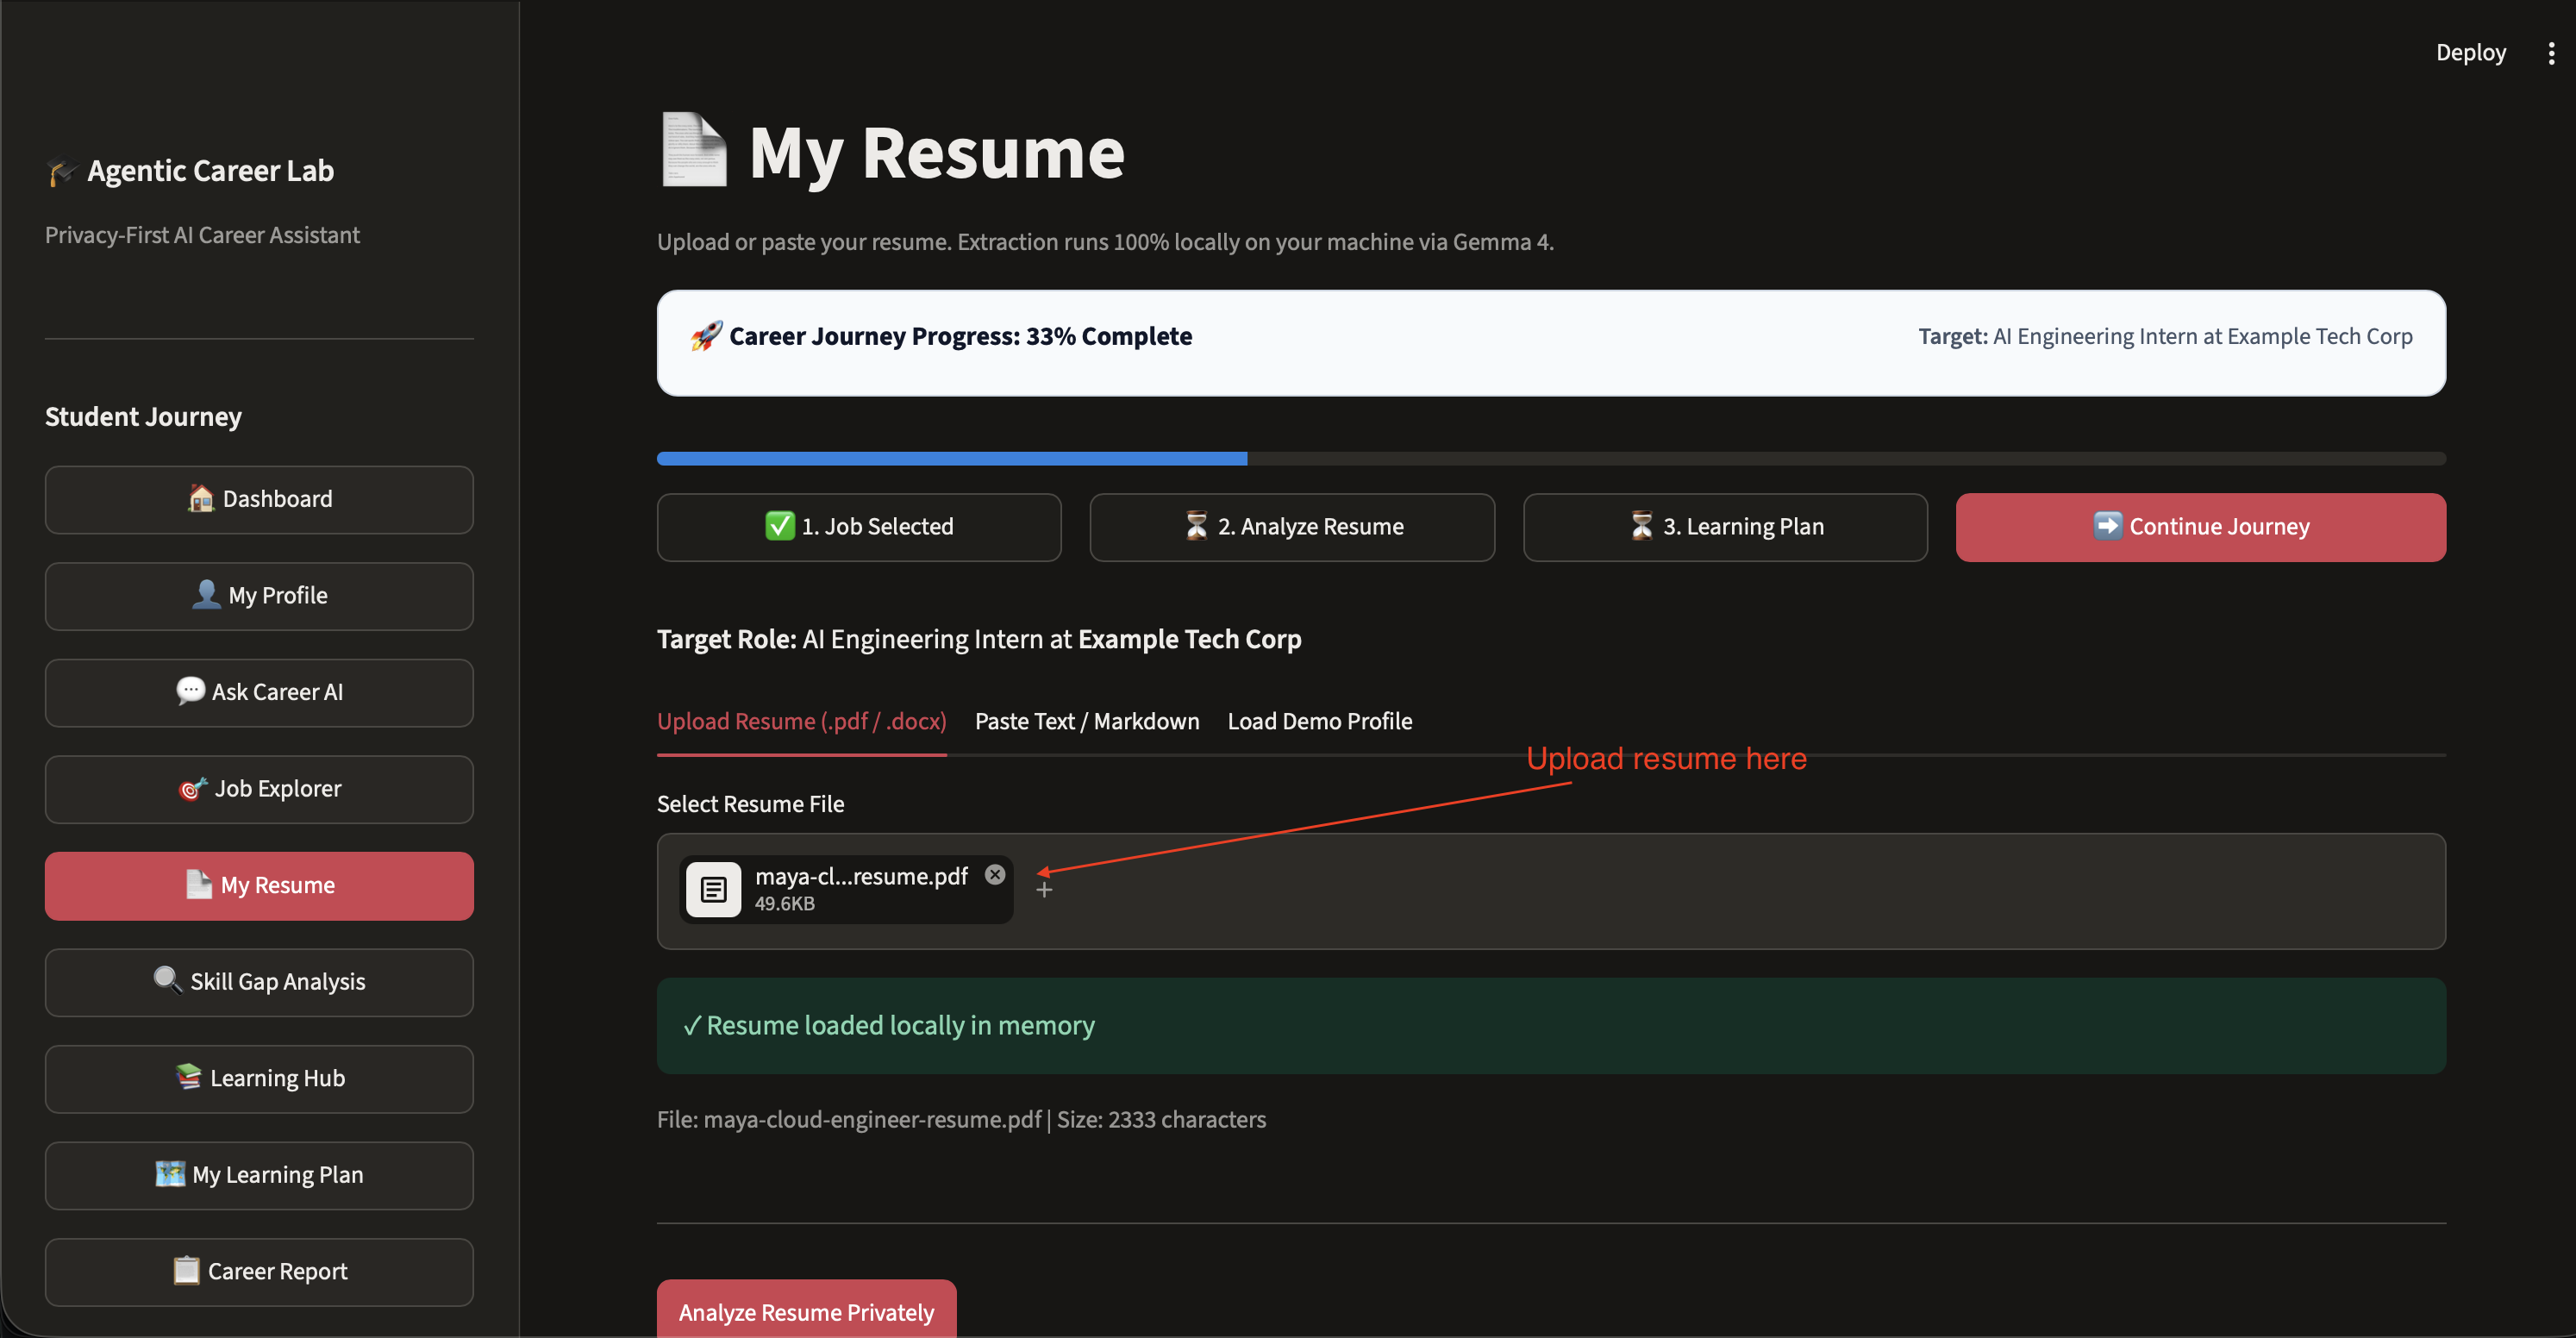 Deploy
Agentic Career Lab
Privacy-First AI Career Assistant
Student Journey
Dashboard
My Profile
Ask Career AI
Job Explorer
My Resume
Skill Gap Analysis
Learning Hub
My Learning Plan
Career Report
My Resume
Upload or paste your resume. Extraction runs 100% locally on your machine via Gemma 4.
Career Journey Progress: 33% Complete
Target: AI Engineering Intern at Example Tech Corp
1. Job Selected
2. Analyze Resume
3. Learning Plan
Continue Journey
Target Role: AI Engineering Intern at Example Tech Corp
Upload Resume (.pdf / .docx)
Paste Text / Markdown
Load Demo Profile
Upload resume here
Select Resume File
maya-cl...resume.pdf
49.6KB
✓ Resume loaded locally in memory
File: maya-cloud-engineer-resume.pdf | Size: 2333 characters
Analyze Resume Privately